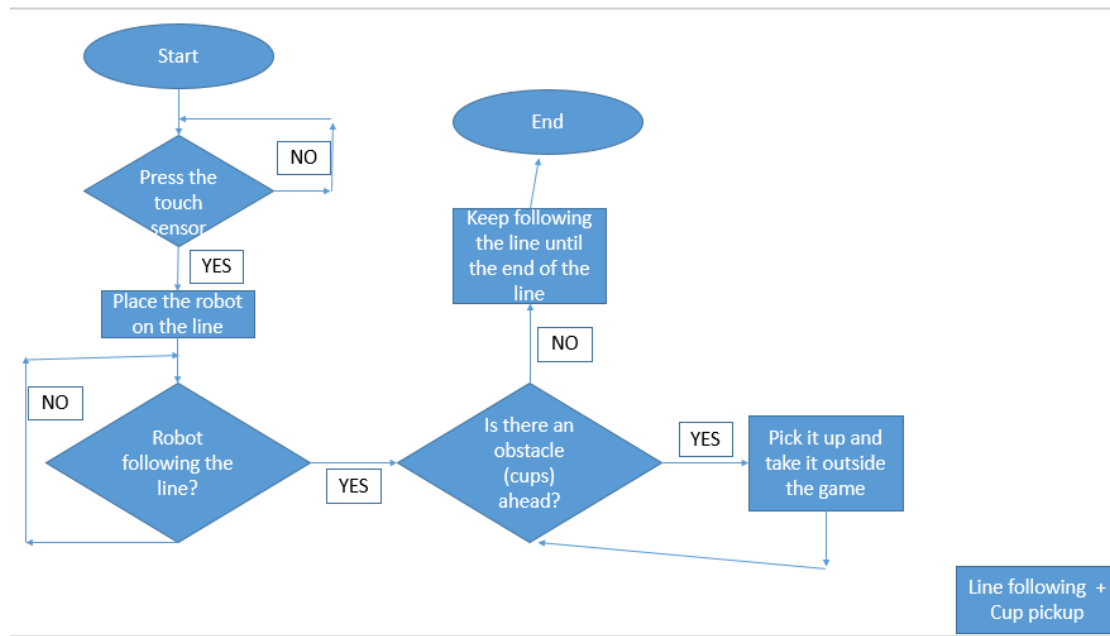 Start
NO
Press the
touch
sensor
YES
Place the robot
on the line
NO
Robot
following the
line?
YES
Is there an
obstacle
(cups)
ahead?
YES
Pick it up and
take it outside
the game
NO
Keep following
the line until
the end of the
line
End
Line following +
Cup pickup